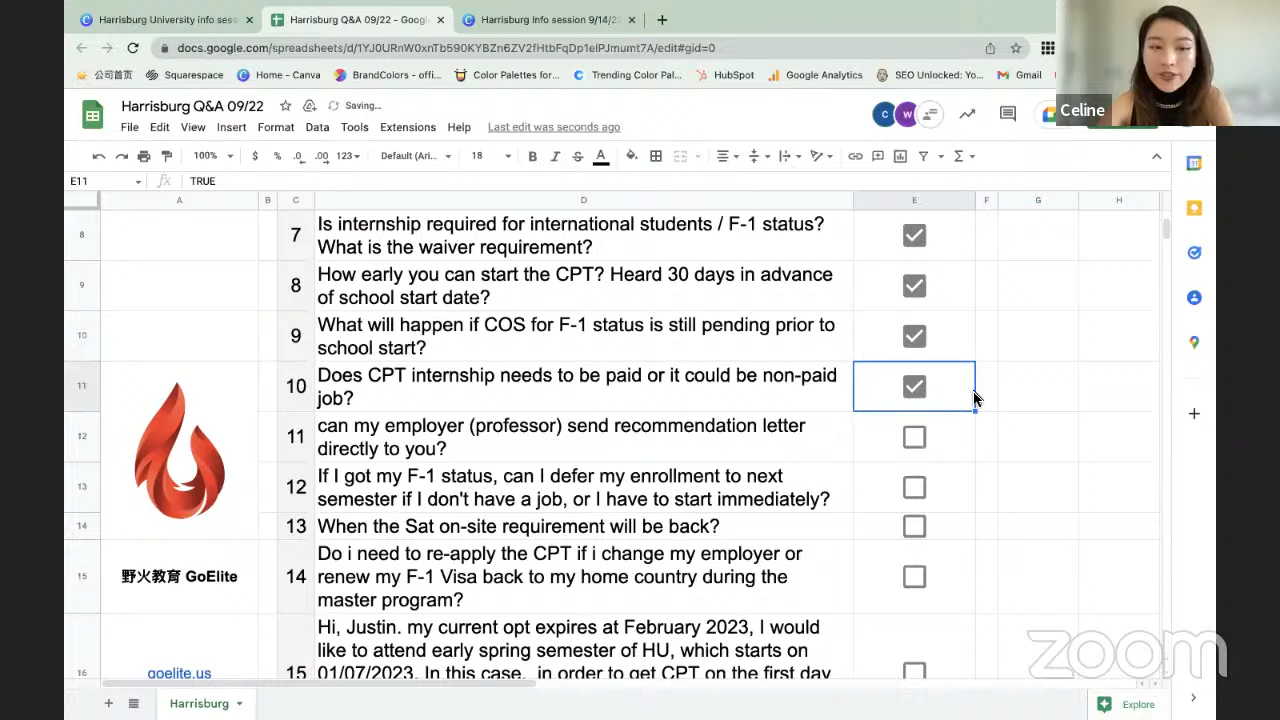 Harrisburg University info sess
Harrisburg Q&A 09/22 - Google
Harrisburg Info session 9/14/22
docs.google.com/spreadsheets/d/1YJ0URnW0xnTb590KYBZn6ZV2fHtbFqDp1eIPJmumt7A/edit#gid=0
公司首页
Squarespace
Home - Canva
BrandColors - offi...
Color Palettes for...
Trending Color Pal...
HubSpot
Google Analytics
SEO Unlocked: Yo...
Gmail
Celine
Harrisburg Q&A 09/22
Saving...
File Edit View Insert Format Data Tools Extensions Help Last edit was seconds ago
C W
100% $ % .0 .00 123 Default (Ari... 18 B I S A
E11 fx TRUE
A B C D E F G H
8 7 Is internship required for international students / F-1 status?
What is the waiver requirement?
9 8 How early you can start the CPT? Heard 30 days in advance
of school start date?
10 9 What will happen if COS for F-1 status is still pending prior to
school start?
11 10 Does CPT internship needs to be paid or it could be non-paid
job?
12 11 can my employer (professor) send recommendation letter
directly to you?
13 12 If I got my F-1 status, can I defer my enrollment to next
semester if I don't have a job, or I have to start immediately?
14 13 When the Sat on-site requirement will be back?
15 野火教育 GoElite 14 Do i need to re-apply the CPT if i change my employer or
renew my F-1 Visa back to my home country during the
master program?
Hi, Justin. my current opt expires at February 2023, I would
like to attend early spring semester of HU, which starts on
16 goelite.us 15 01/07/2023. In this case, in order to get CPT on the first day
zoom
Harrisburg
Explore